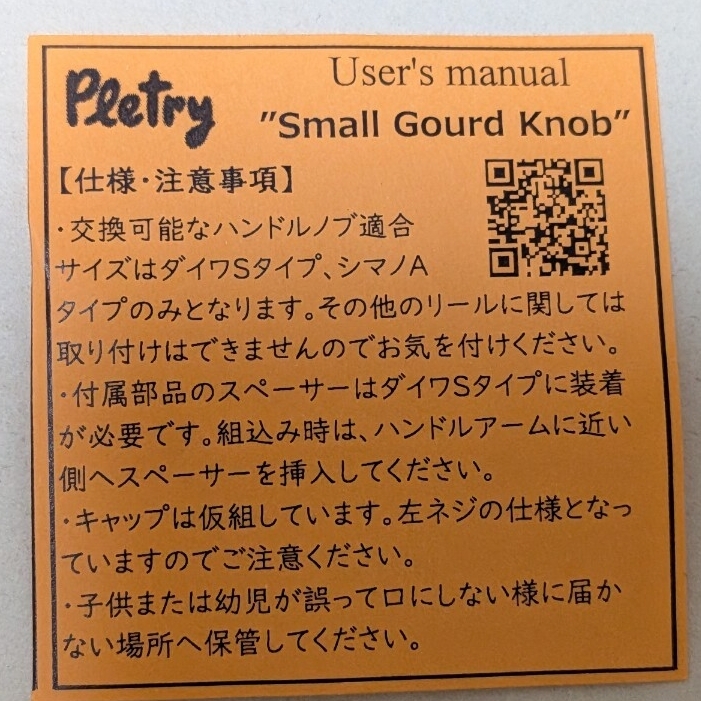 Pletry
User's manual
"Small Gourd Knob"
【仕様・注意事項】
・交換可能なハンドルノブ適合
サイズはダイワSタイプ、シマノA
タイプのみとなります。その他のリールに関しては
取り付けはできませんのでお気を付けください。
・付属部品のスペーサーはダイワSタイプに装着
が必要です。組込み時は、ハンドルアームに近い
側へスペーサーを挿入してください。
・キャップは仮組しています。左ネジの仕様となっ
ていますのでご注意ください。
・子供または幼児が誤って口にしない様に届か
ない場所へ保管してください。